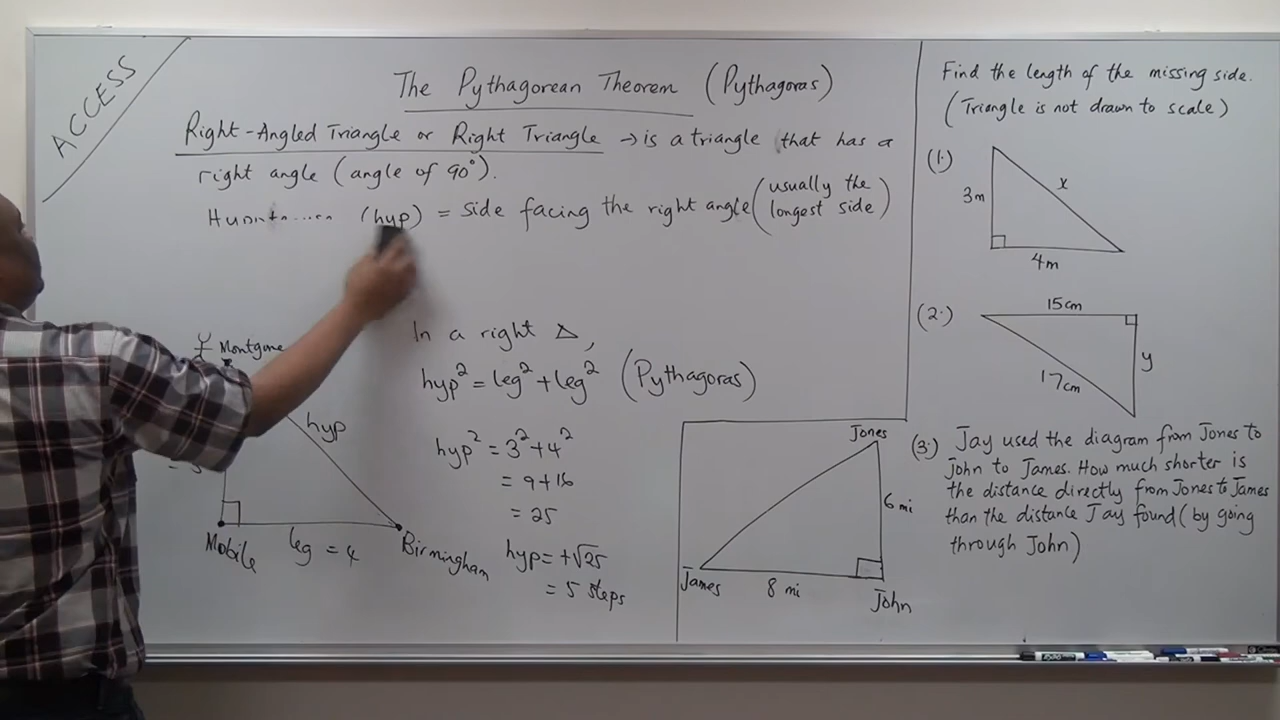 ACCESS
The Pythagorean Theorem (Pythagoras)
Right-Angled Triangle or Right Triangle → is a triangle that has a
right angle (angle of 90°).
(hyp) = side facing the right angle (usually the
longest side)
Montgome
hyp
Mobile
leg = 4
Birmingham
In a right △,
hyp² = leg² + leg² (Pythagoras)
hyp² = 3² + 4²
= 9 + 16
= 25
hyp = +√25
= 5 steps
Jones
6 mi
James
8 mi
John
Find the length of the missing side.
(Triangle is not drawn to scale)
(1.)
3m
x
4m
(2.)
15cm
17cm
y
(3.) Jay used the diagram from Jones to
John to James. How much shorter is
the distance directly from Jones to James
than the distance Jay found (by going
through John)